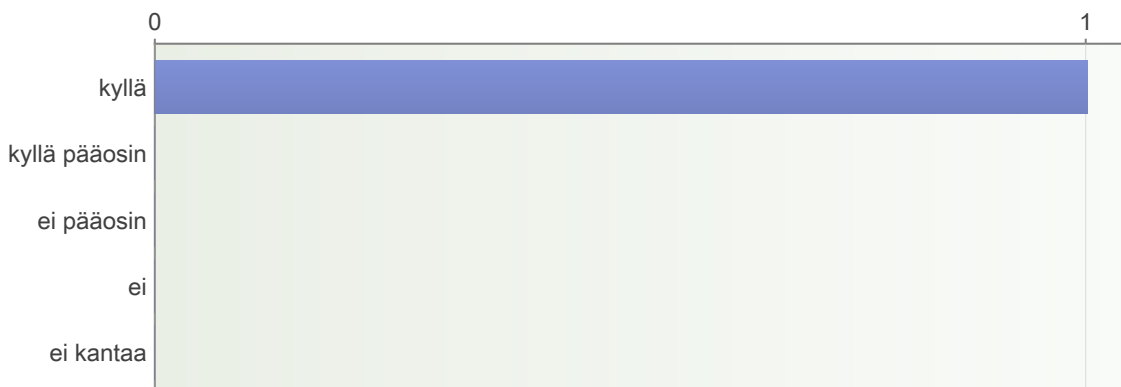 0 1
kyllä
kyllä pääosin
ei pääosin
ei
ei kantaa